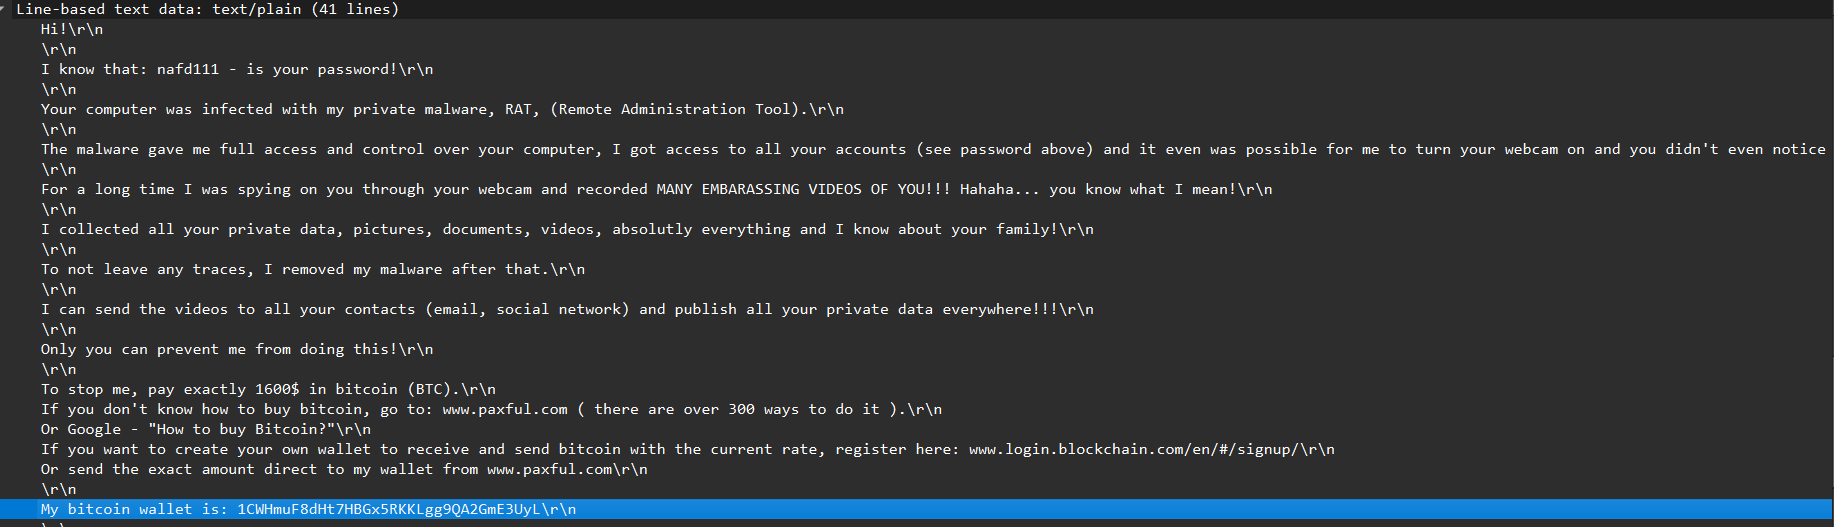 Line-based text data: text/plain (41 lines)
Hi!\r\n
\r\n
I know that: nafd111 - is your password!\r\n
\r\n
Your computer was infected with my private malware, RAT, (Remote Administration Tool).\r\n
\r\n
The malware gave me full access and control over your computer, I got access to all your accounts (see password above) and it even was possible for me to turn your webcam on and you didn't even notice
\r\n
For a long time I was spying on you through your webcam and recorded MANY EMBARASSING VIDEOS OF YOU!!! Hahaha... you know what I mean!\r\n
\r\n
I collected all your private data, pictures, documents, videos, absolutly everything and I know about your family!\r\n
\r\n
To not leave any traces, I removed my malware after that.\r\n
\r\n
I can send the videos to all your contacts (email, social network) and publish all your private data everywhere!!!\r\n
\r\n
Only you can prevent me from doing this!\r\n
\r\n
To stop me, pay exactly 1600$ in bitcoin (BTC).\r\n
If you don't know how to buy bitcoin, go to: www.paxful.com ( there are over 300 ways to do it ).\r\n
Or Google - "How to buy Bitcoin?"\r\n
If you want to create your own wallet to receive and send bitcoin with the current rate, register here: www.login.blockchain.com/en/#/signup/\r\n
Or send the exact amount direct to my wallet from www.paxful.com\r\n
\r\n
My bitcoin wallet is: 1CWHmuF8dHt7HBGx5RKKLgg9QA2GmE3UyL\r\n